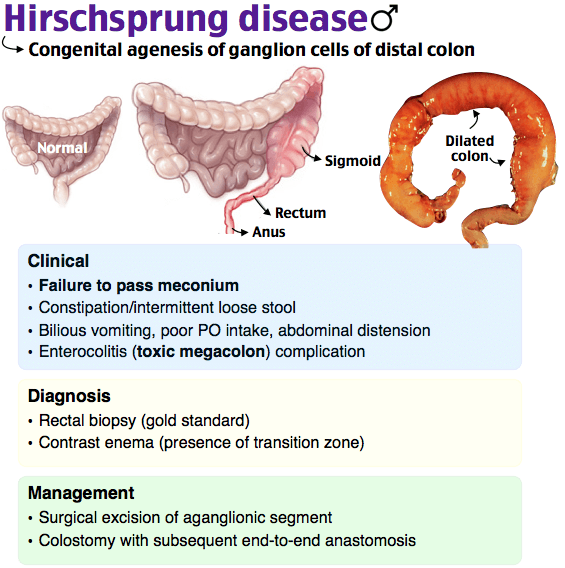 Hirschsprung disease♂
Congenital agenesis of ganglion cells of distal colon
Normal
Sigmoid
Rectum
Anus
Dilated
colon
Clinical
• Failure to pass meconium
• Constipation/intermittent loose stool
• Bilious vomiting, poor PO intake, abdominal distension
• Enterocolitis (toxic megacolon) complication
Diagnosis
• Rectal biopsy (gold standard)
• Contrast enema (presence of transition zone)
Management
• Surgical excision of aganglionic segment
• Colostomy with subsequent end-to-end anastomosis